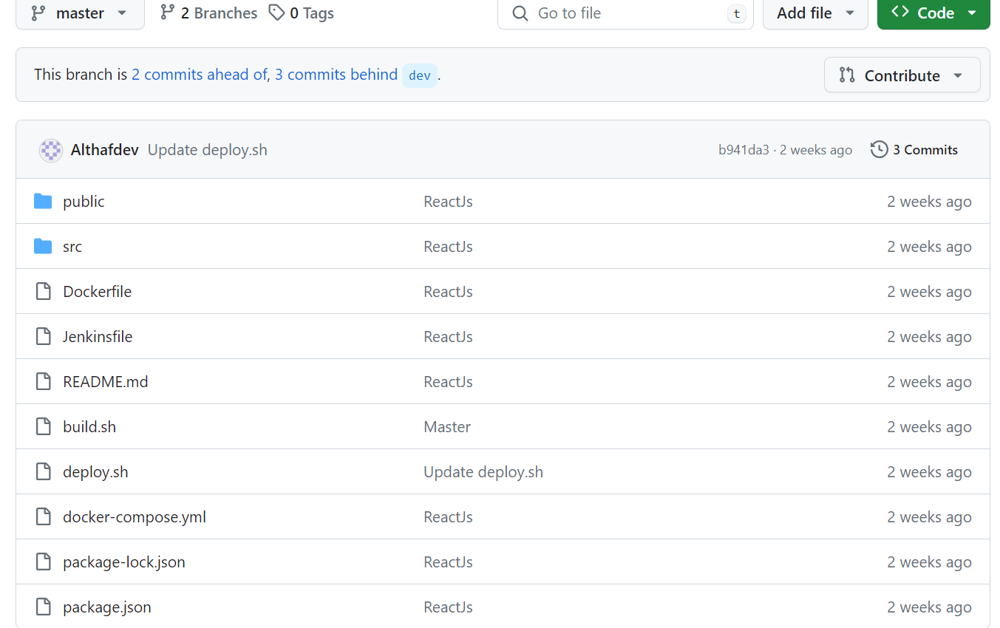 master 2 Branches 0 Tags Go to file t Add file Code
This branch is 2 commits ahead of, 3 commits behind dev . Contribute
Althafdev Update deploy.sh b941da3 · 2 weeks ago 3 Commits
public ReactJs 2 weeks ago
src ReactJs 2 weeks ago
Dockerfile ReactJs 2 weeks ago
Jenkinsfile ReactJs 2 weeks ago
README.md ReactJs 2 weeks ago
build.sh Master 2 weeks ago
deploy.sh Update deploy.sh 2 weeks ago
docker-compose.yml ReactJs 2 weeks ago
package-lock.json ReactJs 2 weeks ago
package.json ReactJs 2 weeks ago